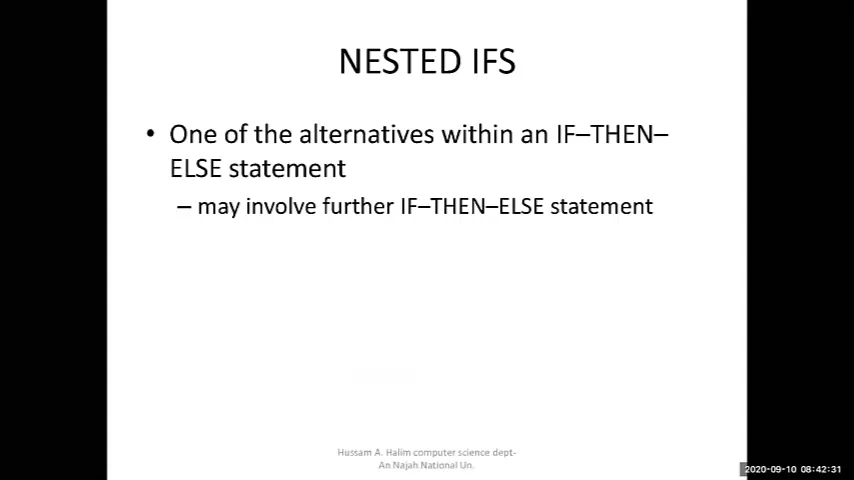 NESTED IFS
• One of the alternatives within an IF–THEN–
ELSE statement
– may involve further IF–THEN–ELSE statement
Hussam A. Halim computer science dept-
An Najah National Un.
2020-09-10 08:42:31